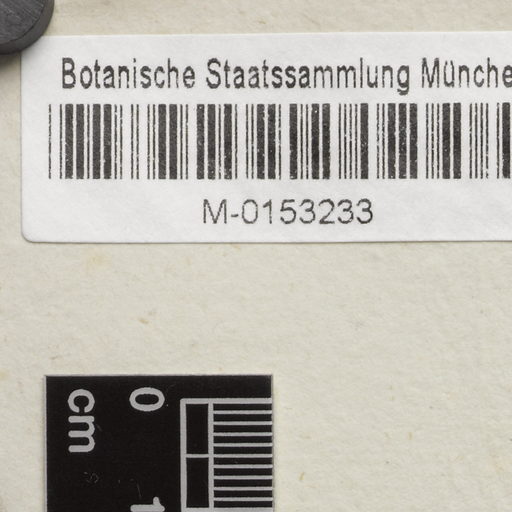 Botanische Staatssammlung Münche
M-0153233
0
cm
1